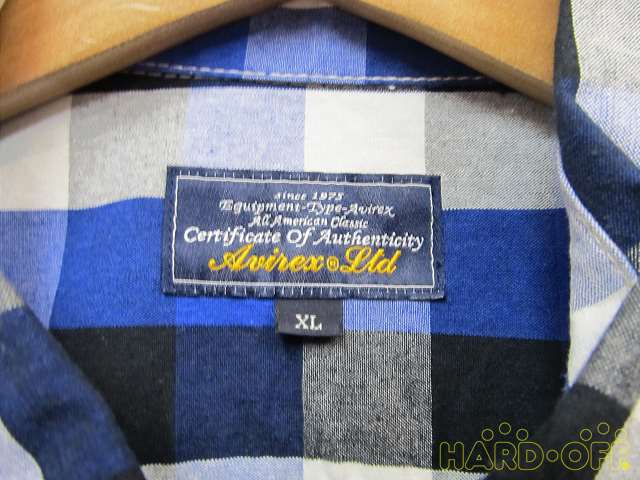 since 1975
Equipment-Type-Avirex
All American Classic
Certificate Of Authenticity
Avirex® Ltd
XL
HARD-OFF